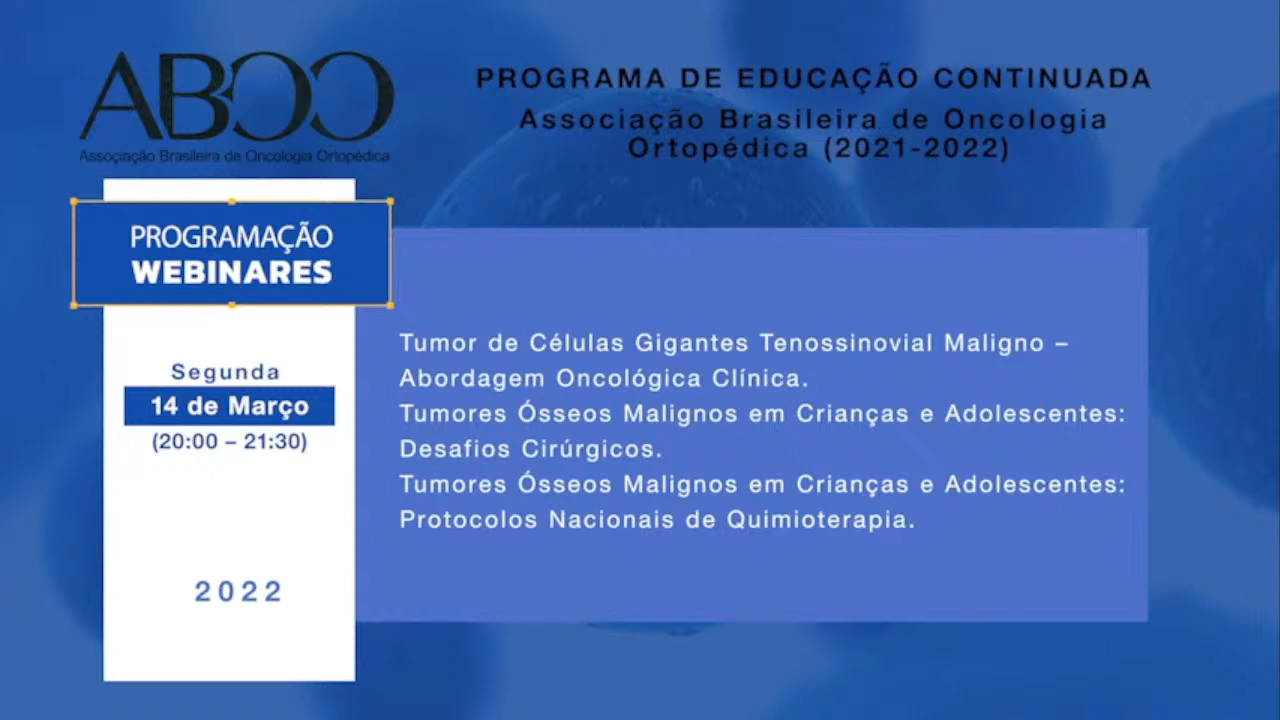 ABOO
Associação Brasileira de Oncologia Ortopédica
PROGRAMA DE EDUCAÇÃO CONTINUADA
Associação Brasileira de Oncologia
Ortopédica (2021-2022)
PROGRAMAÇÃO
WEBINARES
Segunda
14 de Março
(20:00 – 21:30)
2022
Tumor de Células Gigantes Tenossinovial Maligno –
Abordagem Oncológica Clínica.
Tumores Ósseos Malignos em Crianças e Adolescentes:
Desafios Cirúrgicos.
Tumores Ósseos Malignos em Crianças e Adolescentes:
Protocolos Nacionais de Quimioterapia.